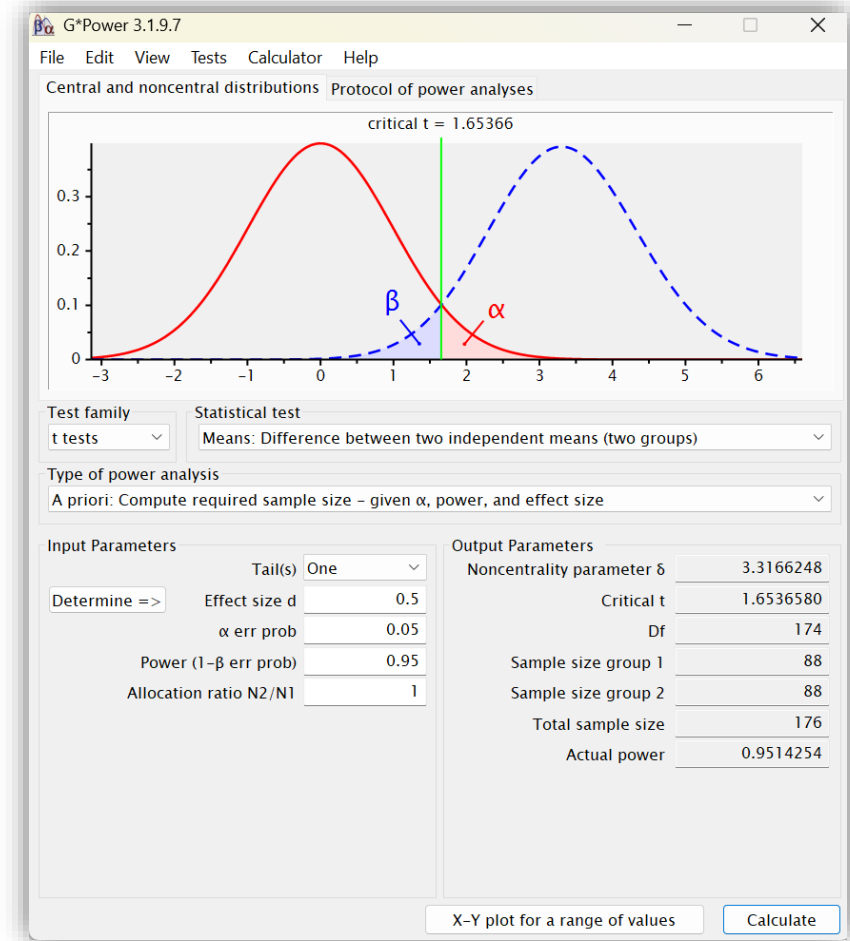 G*Power 3.1.9.7
File Edit View Tests Calculator Help
Central and noncentral distributions Protocol of power analyses
critical t = 1.65366
0.3
0.2
0.1
0
β
α
-3 -2 -1 0 1 2 3 4 5 6
Test family Statistical test
t tests Means: Difference between two independent means (two groups)
Type of power analysis
A priori: Compute required sample size – given α, power, and effect size
Input Parameters
Tail(s) One
Determine => Effect size d 0.5
α err prob 0.05
Power (1-β err prob) 0.95
Allocation ratio N2/N1 1
Output Parameters
Noncentrality parameter δ 3.3166248
Critical t 1.6536580
Df 174
Sample size group 1 88
Sample size group 2 88
Total sample size 176
Actual power 0.9514254
X-Y plot for a range of values Calculate